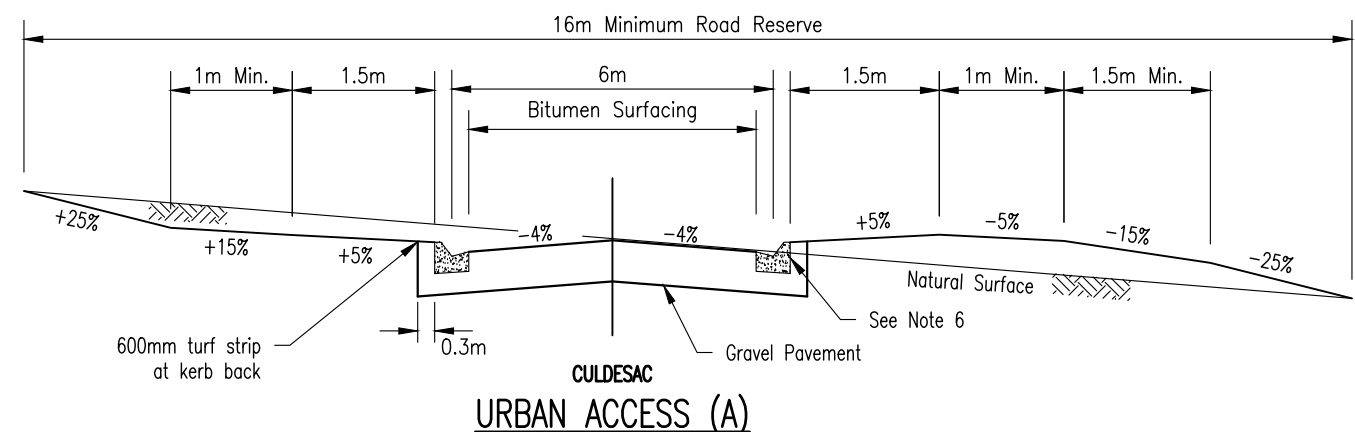 16m Minimum Road Reserve
1m Min.
1.5m
6m
1.5m
1m Min.
1.5m Min.
Bitumen Surfacing
+25%
+15%
+5%
-4%
-4%
+5%
-5%
-15%
-25%
Natural Surface
See Note 6
Gravel Pavement
0.3m
600mm turf strip
at kerb back
CULDESAC
URBAN ACCESS (A)